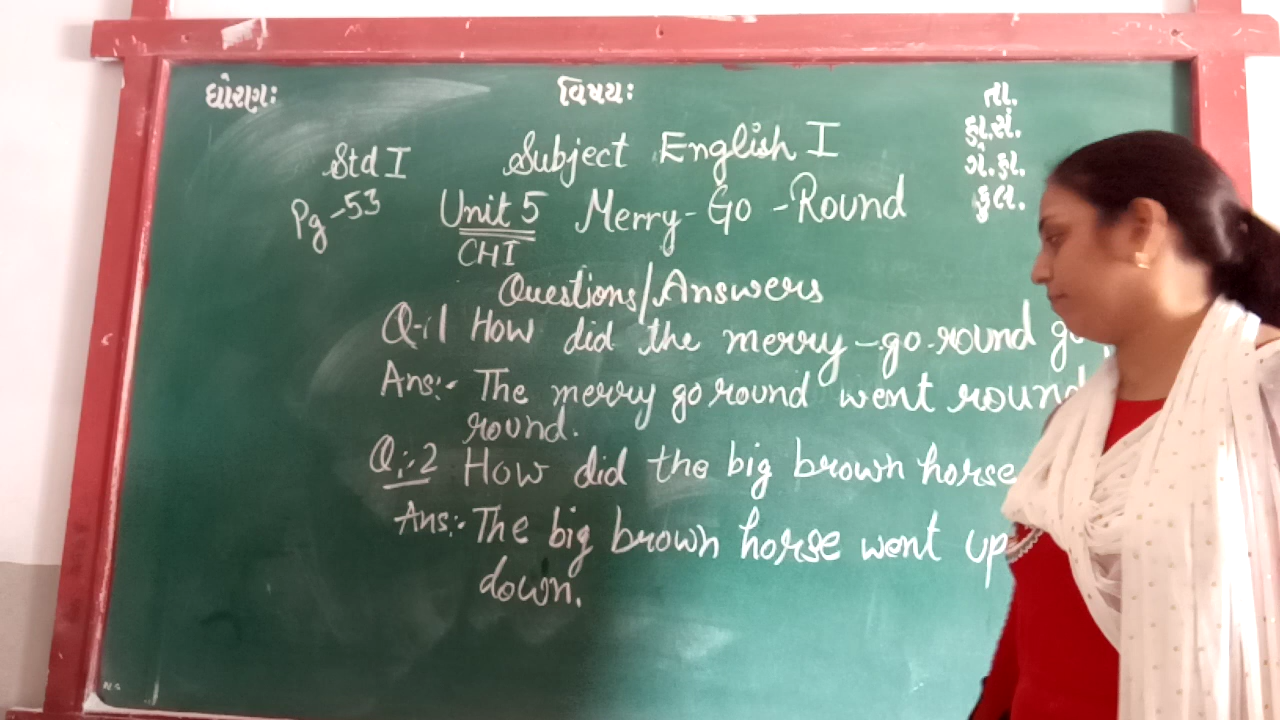 ધોરણઃ વિષયઃ તા.
કુ.સં.
ગે.હા.
કુલ.
Std I Subject English I
Pg-53 Unit 5 Merry-Go-Round
CHI
Questions/Answers
Q-:1 How did the merry-go-round go
Ans:- The merry go round went round
round.
Q:-2 How did the big brown horse
Ans:- The big brown horse went up
down.